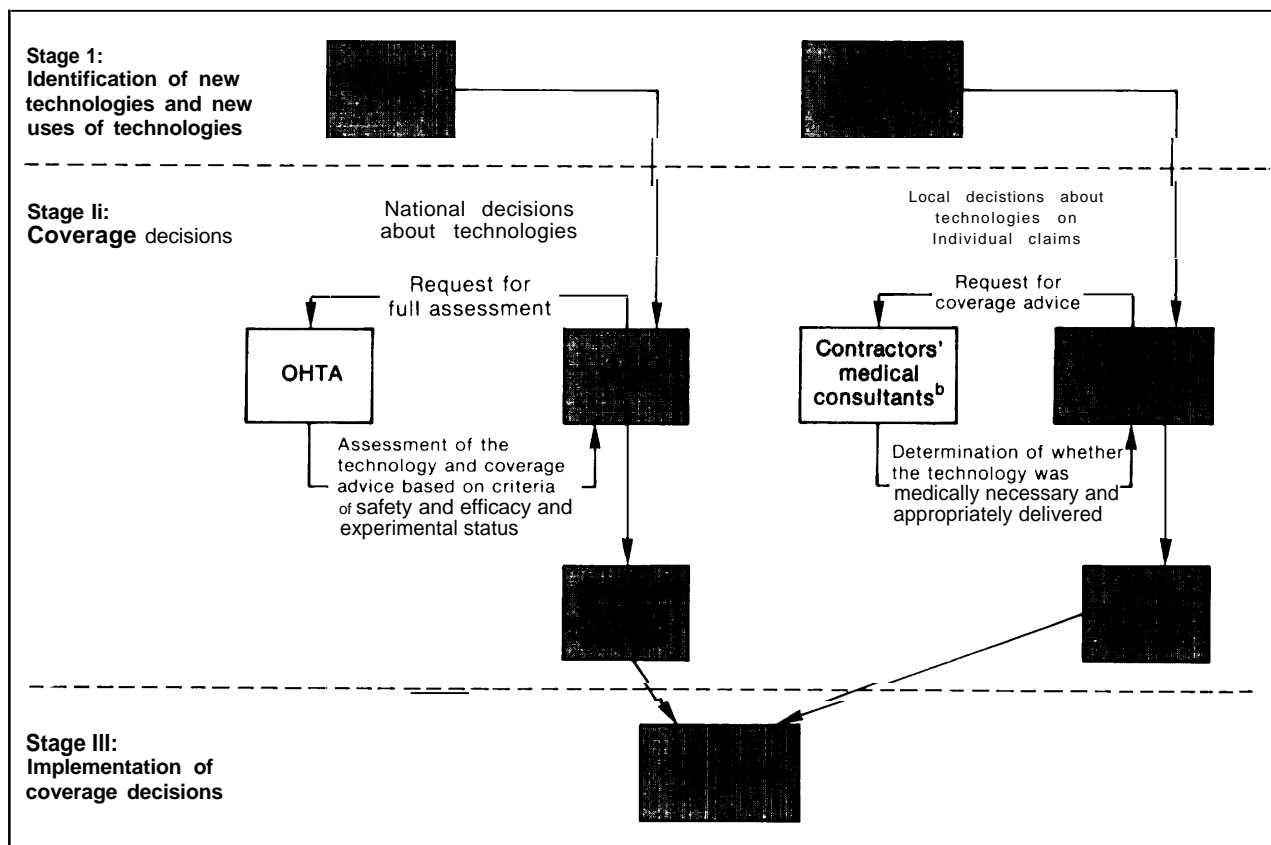 Stage 1:
Identification of new
technologies and new
uses of technologies
Stage Ii:
Coverage decisions
National decisions
about technologies
Local decistions about
technologies on
Individual claims
Request for
full assessment
Request for
coverage advice
OHTA
Contractors'
medical
consultantsᵇ
Assessment of the
technology and coverage
advice based on criteria
of safety and efficacy and
experimental status
Determination of whether
the technology was
medically necessary and
appropriately delivered
Stage III:
Implementation of
coverage decisions